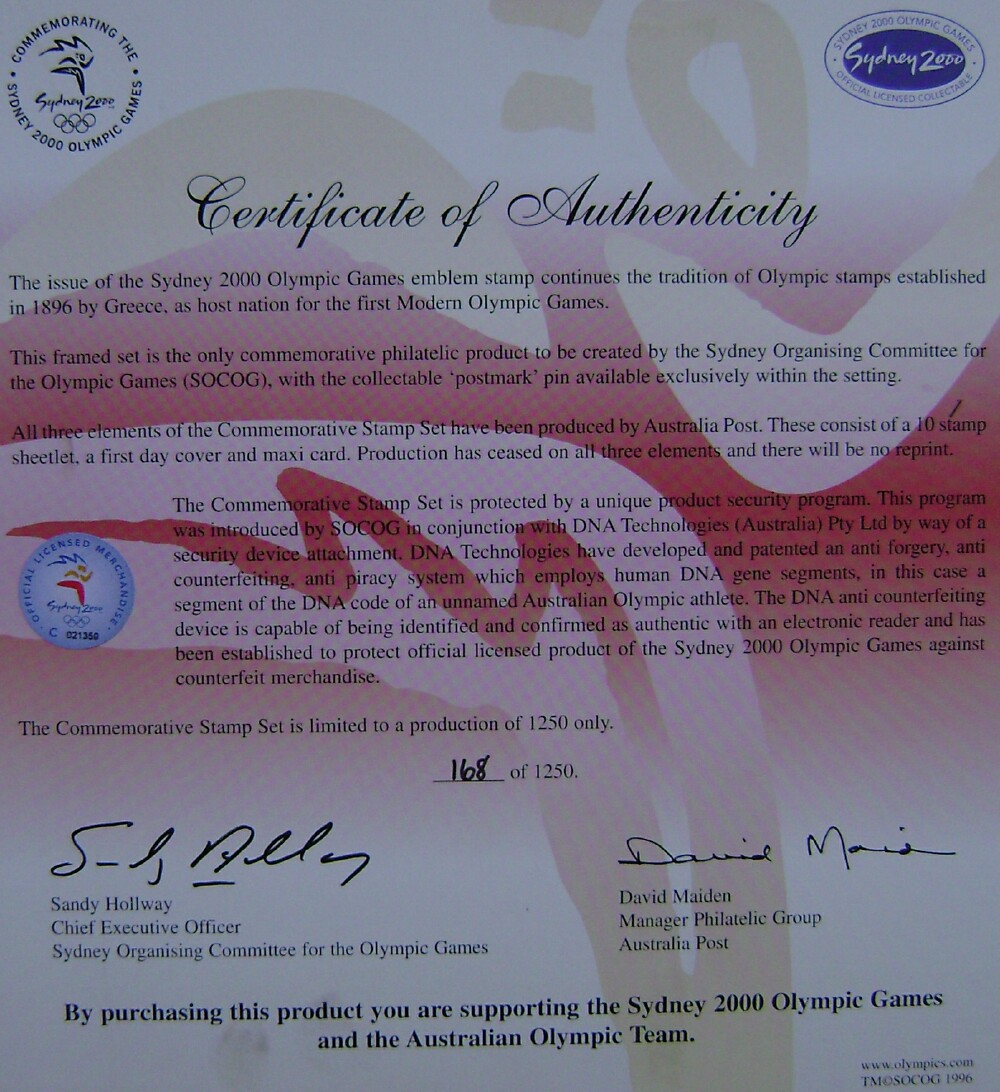 • COMMEMORATING THE •
SYDNEY 2000 OLYMPIC GAMES
Sydney 2000
SYDNEY 2000 OLYMPIC GAMES
Sydney 2000
• OFFICIAL LICENSED COLLECTABLE •
Certificate of Authenticity
The issue of the Sydney 2000 Olympic Games emblem stamp continues the tradition of Olympic stamps established
in 1896 by Greece, as host nation for the first Modern Olympic Games.
This framed set is the only commemorative philatelic product to be created by the Sydney Organising Committee for
the Olympic Games (SOCOG), with the collectable ‘postmark’ pin available exclusively within the setting.
All three elements of the Commemorative Stamp Set have been produced by Australia Post. These consist of a 10 stamp
sheetlet, a first day cover and maxi card. Production has ceased on all three elements and there will be no reprint.
The Commemorative Stamp Set is protected by a unique product security program. This program
was introduced by SOCOG in conjunction with DNA Technologies (Australia) Pty Ltd by way of a
security device attachment. DNA Technologies have developed and patented an anti forgery, anti
counterfeiting, anti piracy system which employs human DNA gene segments, in this case a
segment of the DNA code of an unnamed Australian Olympic athlete. The DNA anti counterfeiting
device is capable of being identified and confirmed as authentic with an electronic reader and has
been established to protect official licensed product of the Sydney 2000 Olympic Games against
counterfeit merchandise.
• OFFICIAL LICENSED MERCHANDISE •
Sydney 2000
C 021359
The Commemorative Stamp Set is limited to a production of 1250 only.
168 of 1250.
Sandy Hollway
David Maiden
Sandy Hollway
Chief Executive Officer
Sydney Organising Committee for the Olympic Games
David Maiden
Manager Philatelic Group
Australia Post
By purchasing this product you are supporting the Sydney 2000 Olympic Games
and the Australian Olympic Team.
www.olympics.com
TM©SOCOG 1996